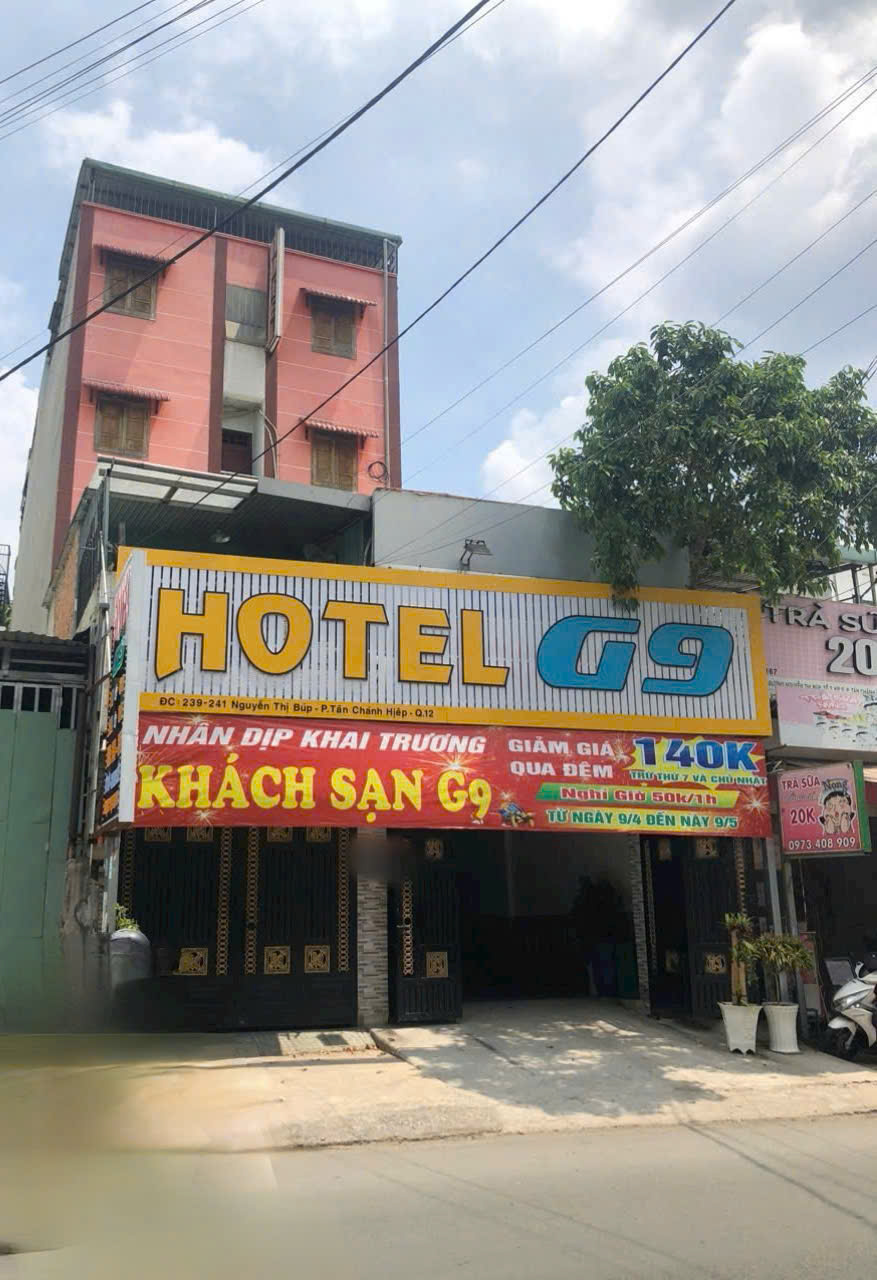 HOTEL G9
ĐC: 239-241 Nguyễn Thị Búp - P.Tân Chánh Hiệp - Q.12
NHÂN DỊP KHAI TRƯƠNG
KHÁCH SẠN G9
GIẢM GIÁ
QUA ĐÊM
140K
TRỪ THỨ 7 VÀ CHỦ NHẬT
Nghỉ Giờ 50k/1h
TỪ NGÀY 9/4 ĐẾN NÀY 9/5
TRÀ SỮ
20
TRÀ SỮA
Nong
20K
0973.408 909